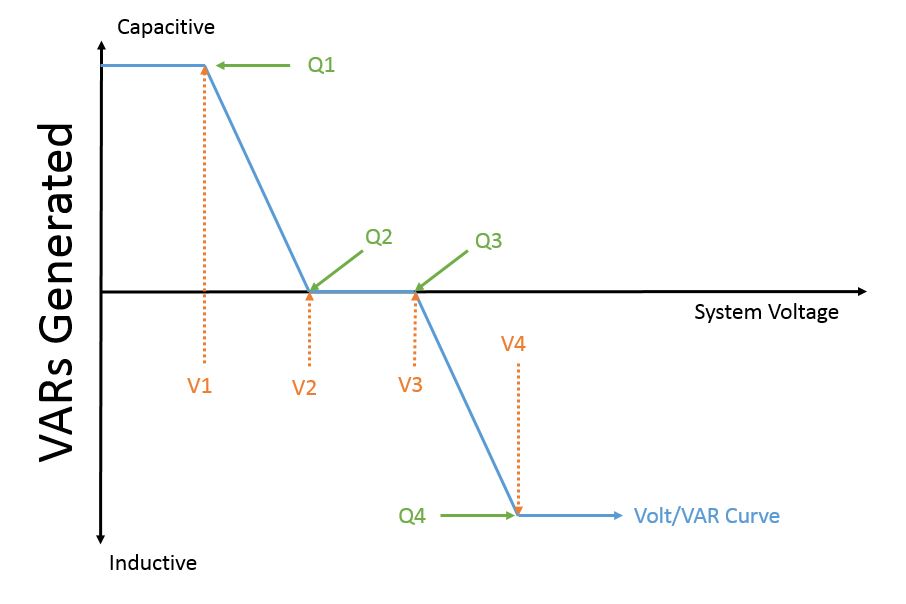 Capacitive
Q1
VARs Generated
Q2
Q3
System Voltage
V4
V1
V2
V3
Q4
Volt/VAR Curve
Inductive